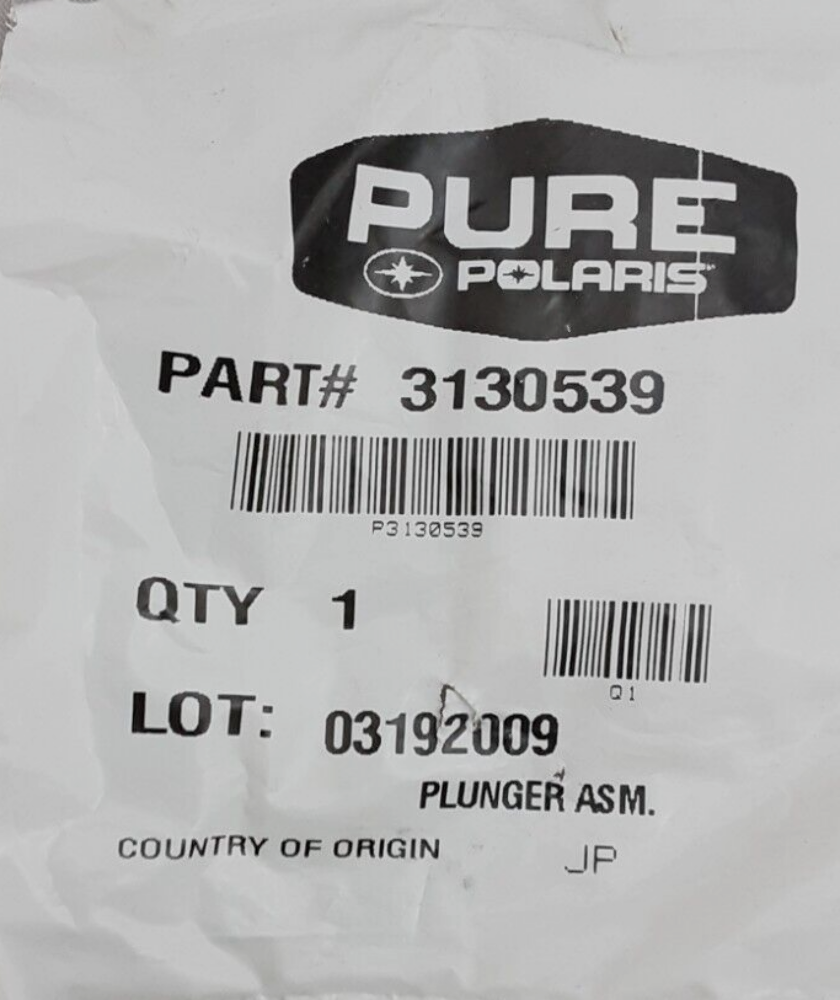 PURE
POLARIS
PART# 3130539
P3130539
QTY 1
Q1
LOT: 03192009
PLUNGER ASM.
COUNTRY OF ORIGIN JP